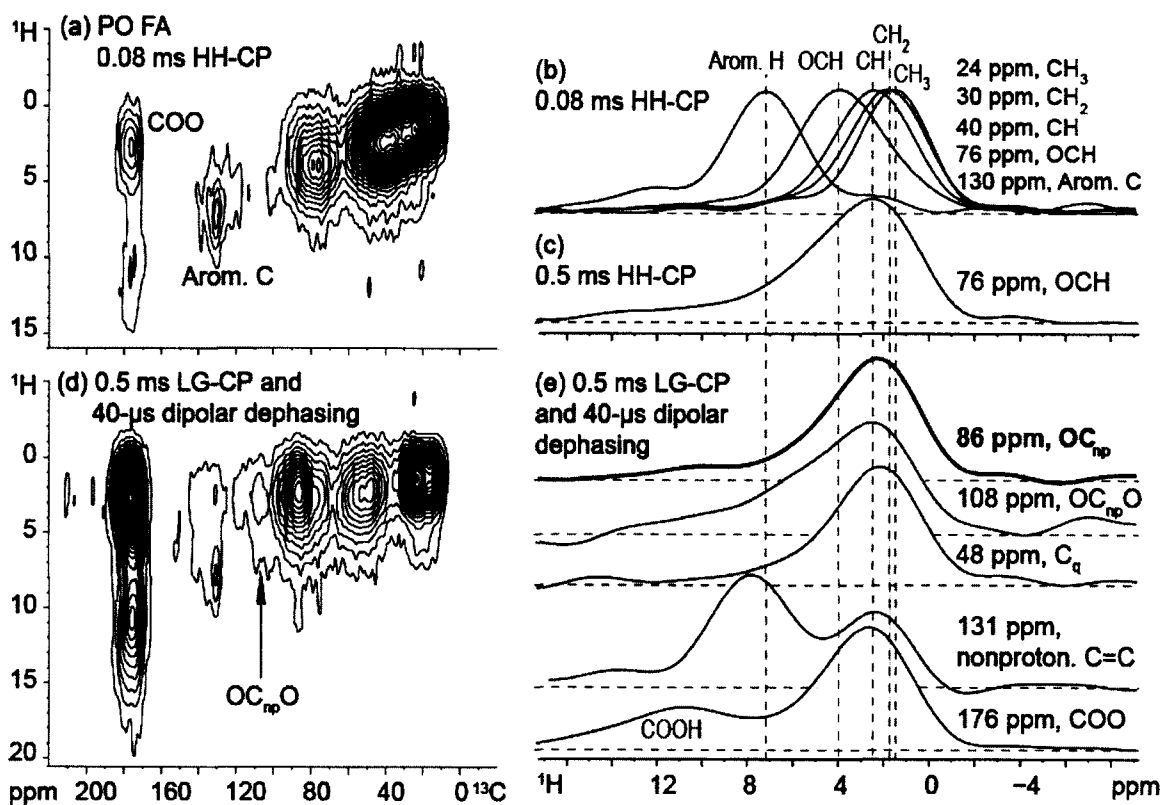 ¹H
(a) PO FA
0.08 ms HH-CP
0
5
10
15
COO
Arom. C
(b)
0.08 ms HH-CP
Arom. H
OCH
CH
CH₂
CH₃
24 ppm, CH₃
30 ppm, CH₂
40 ppm, CH
76 ppm, OCH
130 ppm, Arom. C
(c)
0.5 ms HH-CP
76 ppm, OCH
¹H
(d) 0.5 ms LG-CP and
40-µs dipolar dephasing
0
5
10
15
20
OCnpO
ppm 200 160 120 80 40 0 ¹³C
(e) 0.5 ms LG-CP
and 40-µs dipolar
dephasing
86 ppm, OCnp
108 ppm, OCnpO
48 ppm, Cq
131 ppm,
nonproton. C=C
COOH
176 ppm, COO
¹H 12 8 4 0 −4 ppm